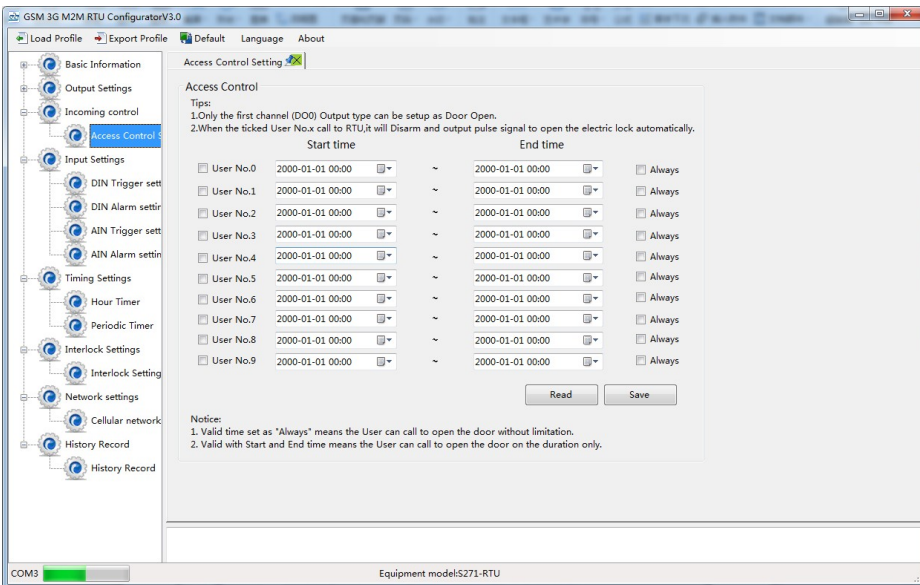 GSM 3G M2M RTU ConfiguratorV3.0
Load Profile Export Profile Default Language About
Basic Information
Output Settings
Incoming control
Access Control S
Input Settings
DIN Trigger sett
DIN Alarm settin
AIN Trigger sett
AIN Alarm settin
Timing Settings
Hour Timer
Periodic Timer
Interlock Settings
Interlock Setting
Network settings
Cellular network
History Record
History Record
Access Control Setting
Access Control
Tips:
1.Only the first channel (DO0) Output type can be setup as Door Open.
2.When the ticked User No.x call to RTU,it will Disarm and output pulse signal to open the electric lock automatically.
Start time End time
User No.0 2000-01-01 00:00 ~ 2000-01-01 00:00 Always
User No.1 2000-01-01 00:00 ~ 2000-01-01 00:00 Always
User No.2 2000-01-01 00:00 ~ 2000-01-01 00:00 Always
User No.3 2000-01-01 00:00 ~ 2000-01-01 00:00 Always
User No.4 2000-01-01 00:00 ~ 2000-01-01 00:00 Always
User No.5 2000-01-01 00:00 ~ 2000-01-01 00:00 Always
User No.6 2000-01-01 00:00 ~ 2000-01-01 00:00 Always
User No.7 2000-01-01 00:00 ~ 2000-01-01 00:00 Always
User No.8 2000-01-01 00:00 ~ 2000-01-01 00:00 Always
User No.9 2000-01-01 00:00 ~ 2000-01-01 00:00 Always
Read Save
Notice:
1. Valid time set as "Always" means the User can call to open the door without limitation.
2. Valid with Start and End time means the User can call to open the door on the duration only.
COM3 Equipment model:S271-RTU